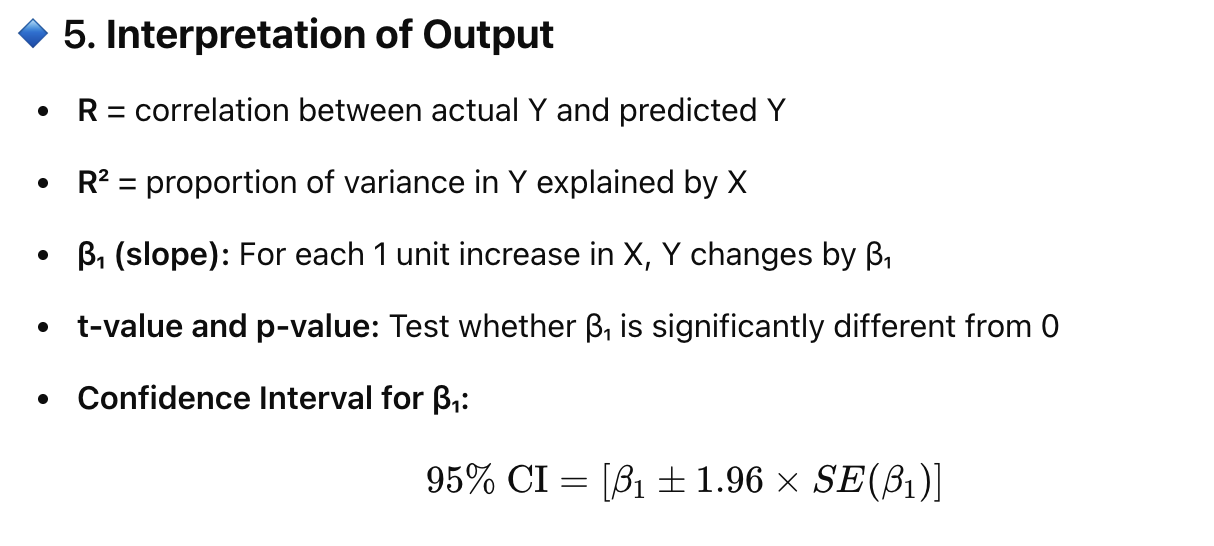 🔷 5. Interpretation of Output
• R = correlation between actual Y and predicted Y
• R² = proportion of variance in Y explained by X
• β₁ (slope): For each 1 unit increase in X, Y changes by β₁
• t-value and p-value: Test whether β₁ is significantly different from 0
• Confidence Interval for β₁:
95% CI = [β₁ ± 1.96 × SE(β₁)]